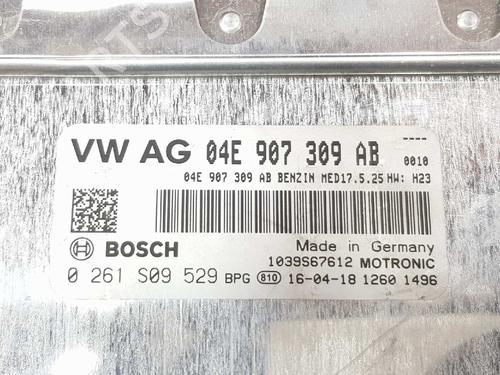 VW AG 04E 907 309 AB 0010
04E 907 309 AB BENZIN MED17.5.25 HW: H23
BOSCH
Made in Germany
1039S67612 MOTRONIC
0 261 S09 529 BPG 810 16-04-18 1260 1496